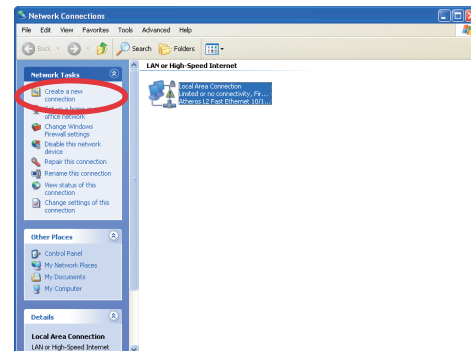 Network Connections
File Edit View Favorites Tools Advanced Help
Back Search Folders
Network Tasks
Create a new
connection
office network
Change Windows
Firewall settings
Disable this network
device
Repair this connection
Rename this connection
View status of this
connection
Change settings of this
connection
Other Places
Control Panel
My Network Places
My Documents
My Computer
Details
Local Area Connection
LAN or High-Speed Internet
LAN or High-Speed Internet
Local Area Connection
Limited or no connectivity, Fir...
Atheros L2 Fast Ethernet 10/1...